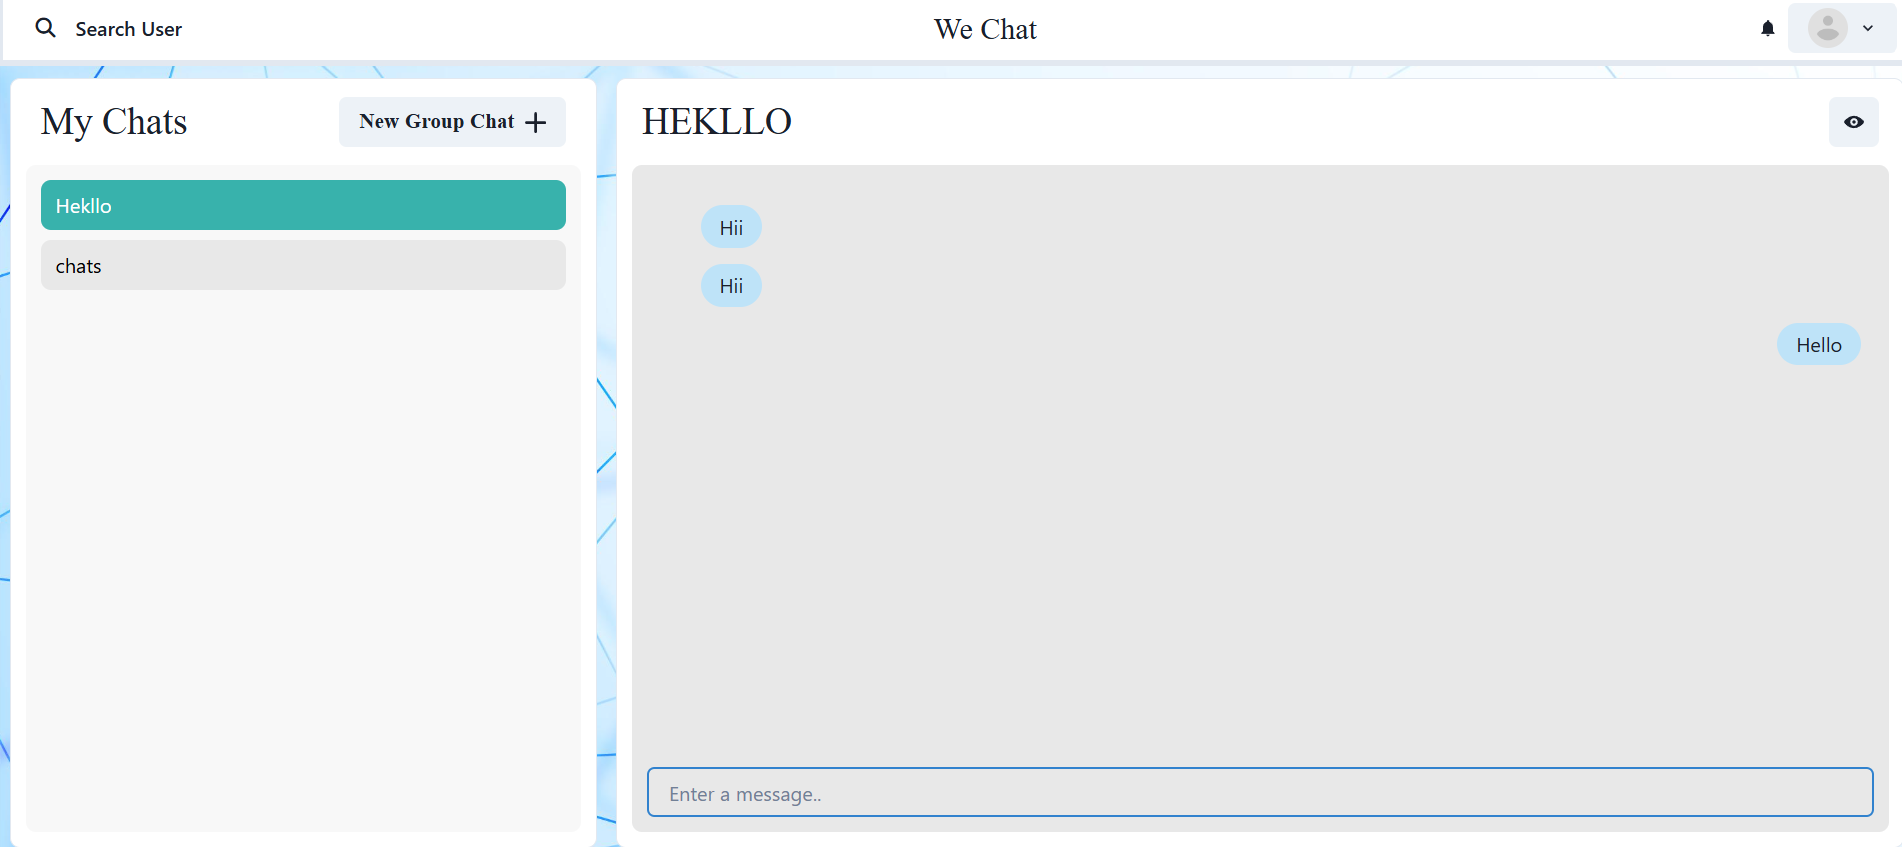 Search User
We Chat
My Chats
New Group Chat
Hekllo
chats
HEKLLO
Hii
Hii
Hello
Enter a message..